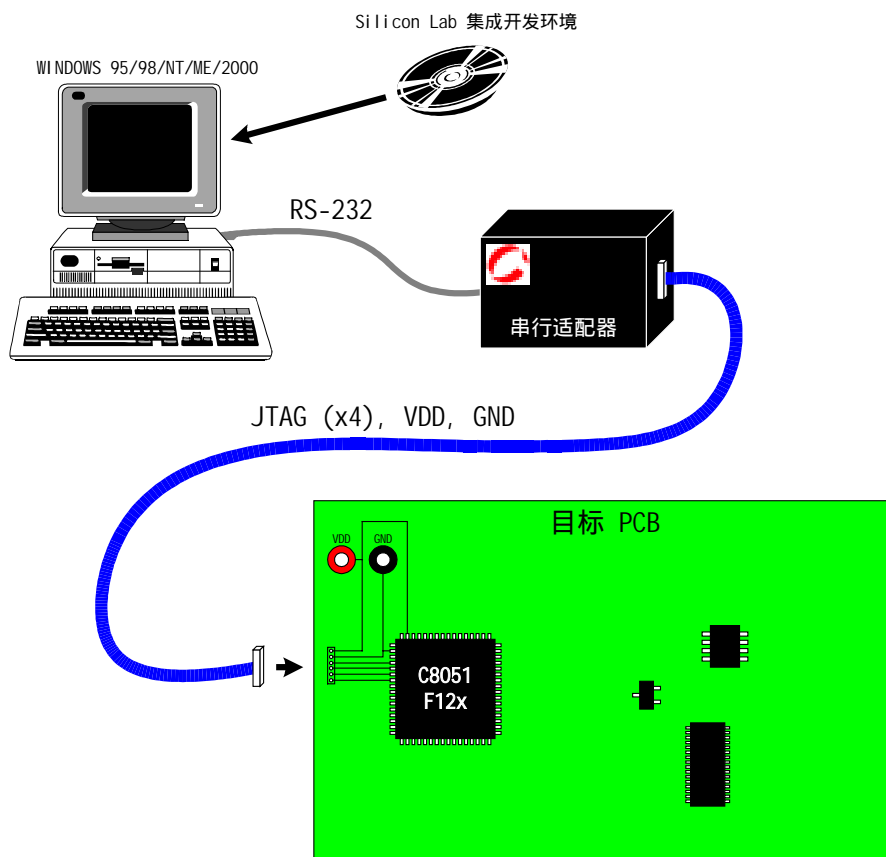 Silicon Lab 集成开发环境
WINDOWS 95/98/NT/ME/2000
RS-232
串行适配器
JTAG (x4), VDD, GND
目标 PCB
VDD
GND
C8051
F12x